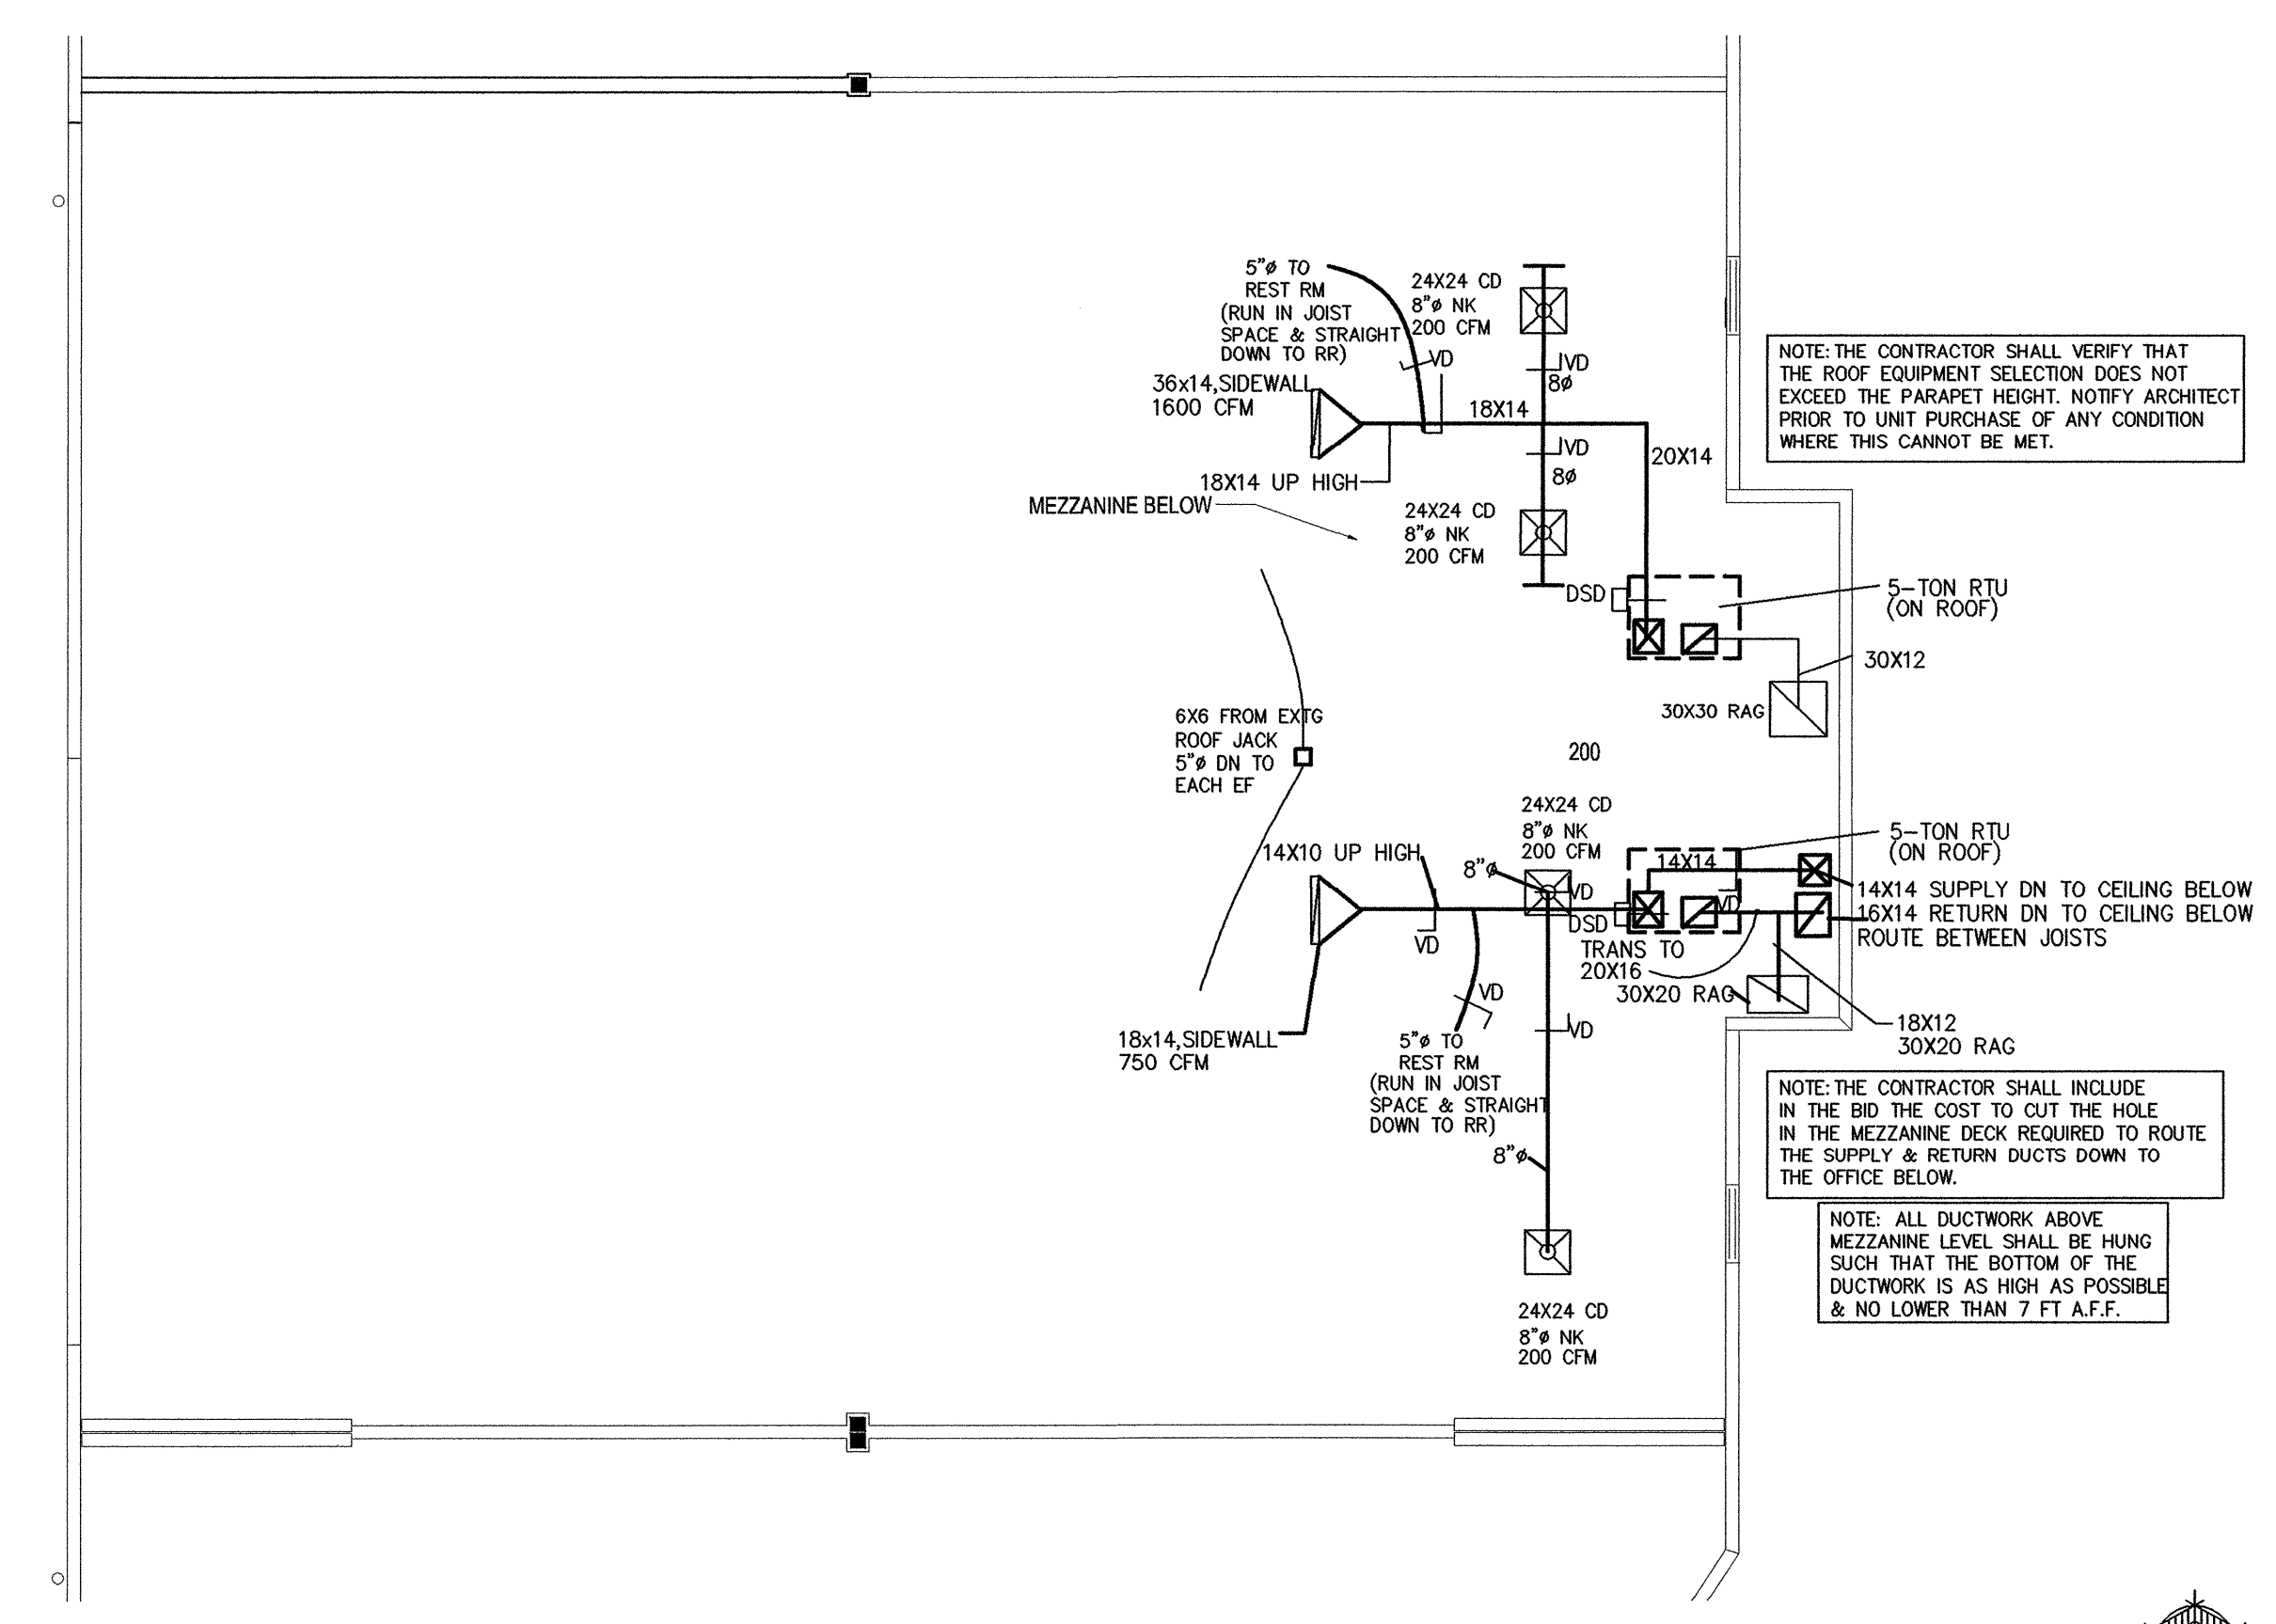 5"ø TO
REST RM
(RUN IN JOIST
SPACE & STRAIGHT
DOWN TO RR)
24X24 CD
8"ø NK
200 CFM
VD
VD
8ø
36x14,SIDEWALL
1600 CFM
18X14
VD
8ø
20X14
18X14 UP HIGH
MEZZANINE BELOW
24X24 CD
8"ø NK
200 CFM
NOTE: THE CONTRACTOR SHALL VERIFY THAT
THE ROOF EQUIPMENT SELECTION DOES NOT
EXCEED THE PARAPET HEIGHT. NOTIFY ARCHITECT
PRIOR TO UNIT PURCHASE OF ANY CONDITION
WHERE THIS CANNOT BE MET.
DSD
5-TON RTU
(ON ROOF)
30X12
30X30 RAG
6X6 FROM EXTG
ROOF JACK
5"ø DN TO
EACH EF
200
24X24 CD
8"ø NK
200 CFM
14X10 UP HIGH
8"ø
VD
14X14
VD
5-TON RTU
(ON ROOF)
14X14 SUPPLY DN TO CEILING BELOW
16X14 RETURN DN TO CEILING BELOW
ROUTE BETWEEN JOISTS
DSD
VD
TRANS TO
20X16
30X20 RAG
VD
18X12
30X20 RAG
VD
18x14,SIDEWALL
750 CFM
5"ø TO
REST RM
(RUN IN JOIST
SPACE & STRAIGHT
DOWN TO RR)
8"ø
NOTE: THE CONTRACTOR SHALL INCLUDE
IN THE BID THE COST TO CUT THE HOLE
IN THE MEZZANINE DECK REQUIRED TO ROUTE
THE SUPPLY & RETURN DUCTS DOWN TO
THE OFFICE BELOW.
NOTE: ALL DUCTWORK ABOVE
MEZZANINE LEVEL SHALL BE HUNG
SUCH THAT THE BOTTOM OF THE
DUCTWORK IS AS HIGH AS POSSIBLE
& NO LOWER THAN 7 FT A.F.F.
24X24 CD
8"ø NK
200 CFM